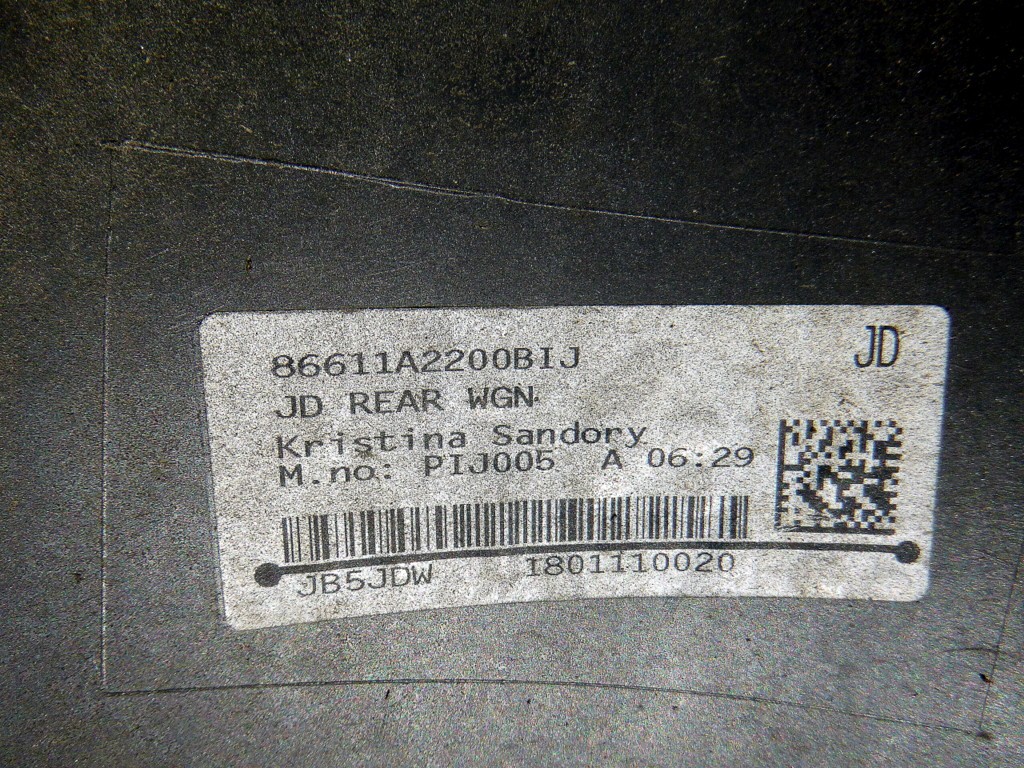 86611A2200BIJ JD
JD REAR WGN
Kristina Sandory
M.no: PIJ005 A 06:29
JB5JDW 1801110020